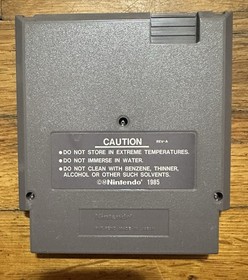 CAUTION
REV-A
●DO NOT STORE IN EXTREME TEMPERATURES.
●DO NOT IMMERSE IN WATER.
●DO NOT CLEAN WITH BENZENE, THINNER,
ALCOHOL OR OTHER SUCH SOLVENTS.
©®Nintendo 1985